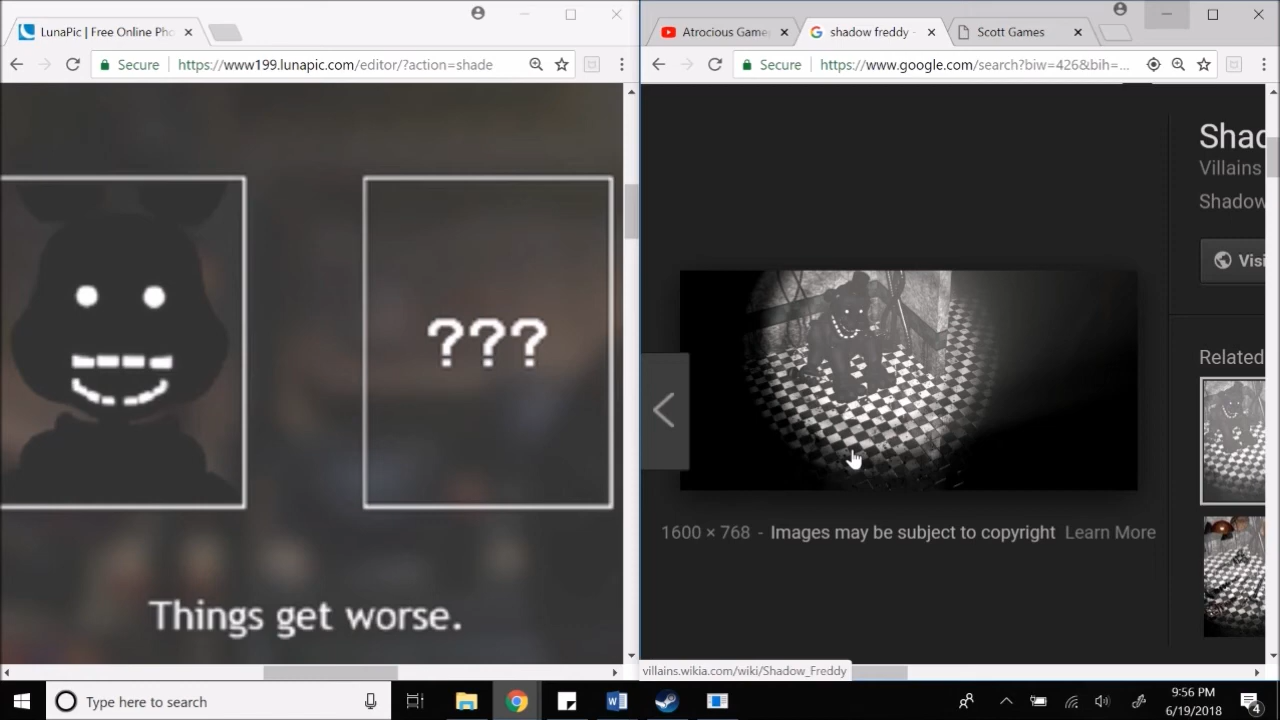 LunaPic | Free Online Pho
Secure
https://www199.lunapic.com/editor/?action=shade
???
Things get worse.
Atrocious Game
shadow freddy -
Scott Games
Secure
https://www.google.com/search?biw=426&bih=...
Shad
Villains
Shadow
Visi
1600 × 768 - Images may be subject to copyright Learn More
Related
villains.wikia.com/wiki/Shadow_Freddy
Type here to search
9:56 PM
6/19/2018
4